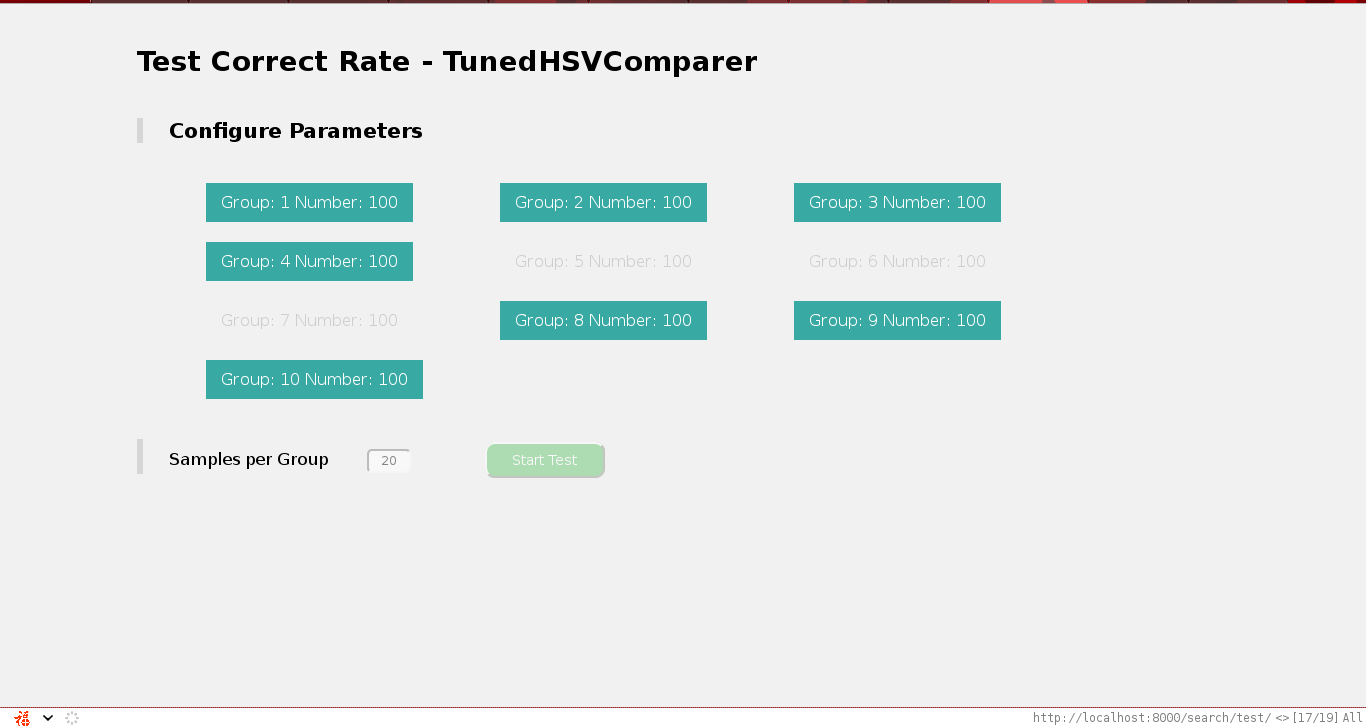 Test Correct Rate - TunedHSVComparer
Configure Parameters
Group: 1 Number: 100
Group: 2 Number: 100
Group: 3 Number: 100
Group: 4 Number: 100
Group: 5 Number: 100
Group: 6 Number: 100
Group: 7 Number: 100
Group: 8 Number: 100
Group: 9 Number: 100
Group: 10 Number: 100
Samples per Group
20
Start Test
福
http://localhost:8000/search/test/ <> [17/19] All